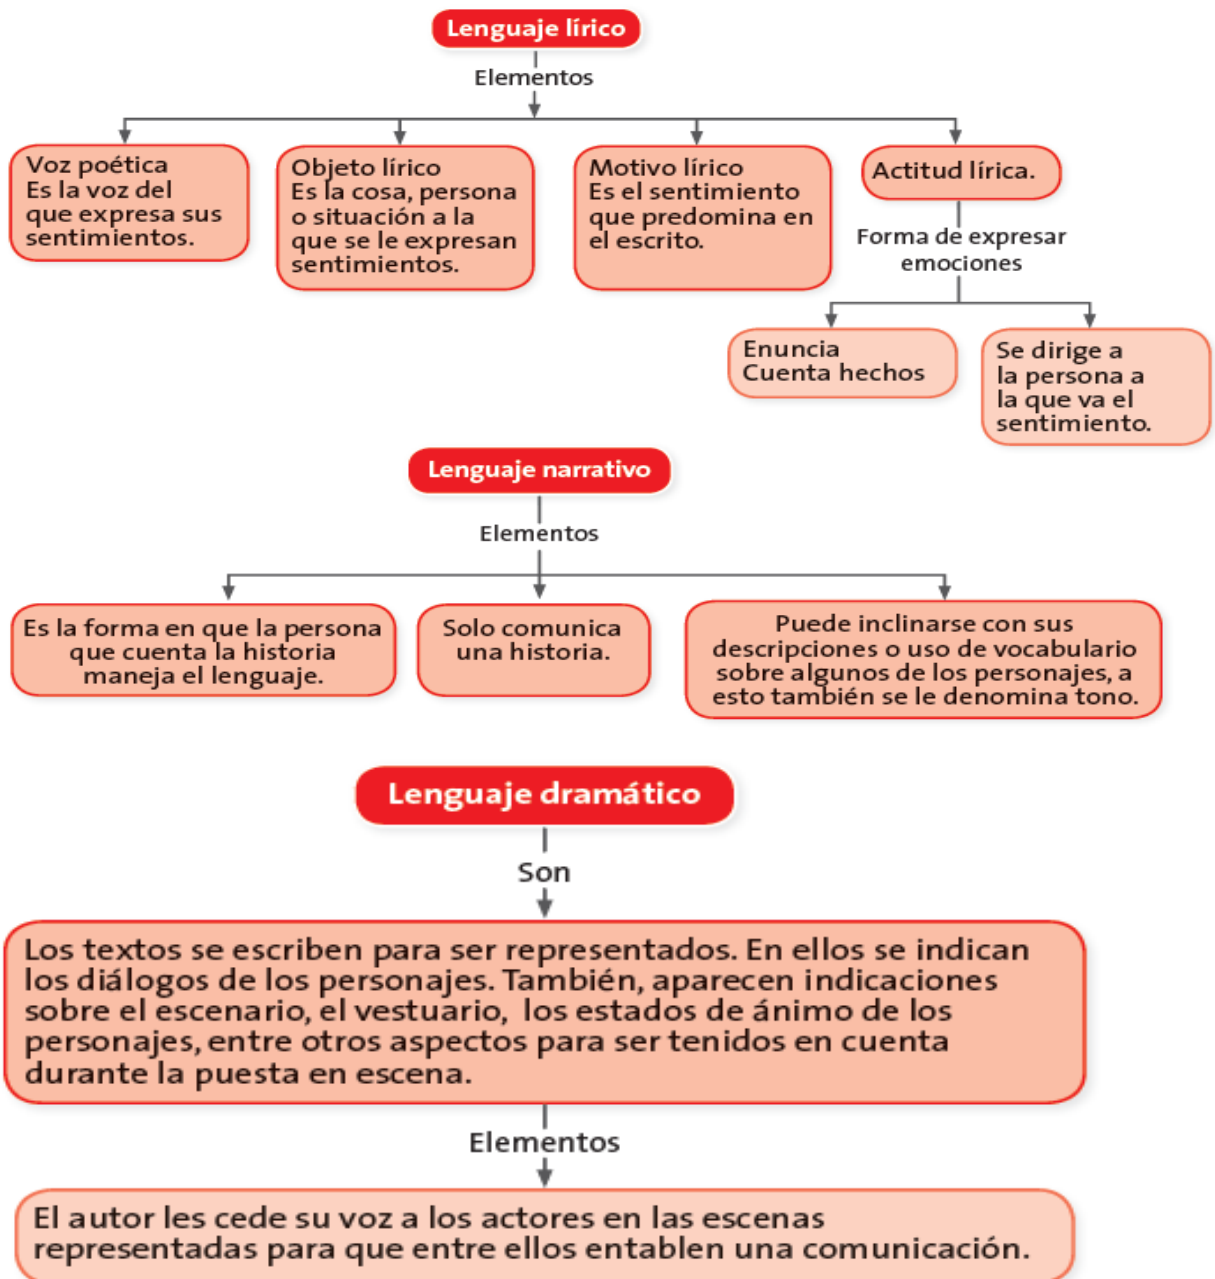 Lenguaje lírico
Elementos
Voz poética
Es la voz del
que expresa sus
sentimientos.
Objeto lírico
Es la cosa, persona
o situación a la
que se le expresan
sentimientos.
Motivo lírico
Es el sentimiento
que predomina en
el escrito.
Actitud lírica.
Forma de expresar
emociones
Enuncia
Cuenta hechos
Se dirige a
la persona a
la que va el
sentimiento.
Lenguaje narrativo
Elementos
Es la forma en que la persona
que cuenta la historia
maneja el lenguaje.
Solo comunica
una historia.
Puede inclinarse con sus
descripciones o uso de vocabulario
sobre algunos de los personajes, a
esto también se le denomina tono.
Lenguaje dramático
Son
Los textos se escriben para ser representados. En ellos se indican
los diálogos de los personajes. También, aparecen indicaciones
sobre el escenario, el vestuario, los estados de ánimo de los
personajes, entre otros aspectos para ser tenidos en cuenta
durante la puesta en escena.
Elementos
El autor les cede su voz a los actores en las escenas
representadas para que entre ellos entablen una comunicación.